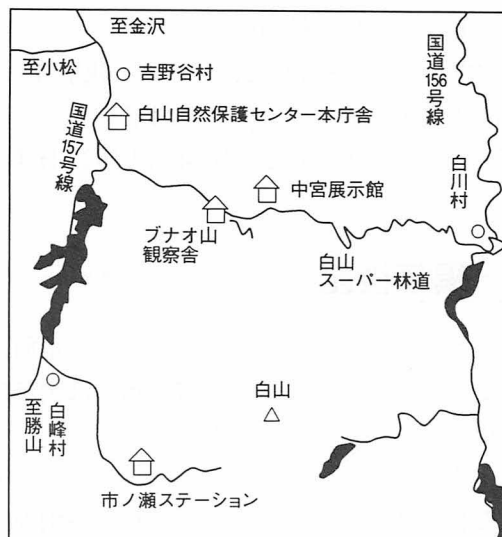 至金沢
至小松
吉野谷村
国道156号線
国道157号線
白山自然保護センター本庁舎
白川村
中宮展示館
ブナオ山
観察舎
白山
スーパー林道
白山
至勝山
白峰村
市ノ瀬ステーション